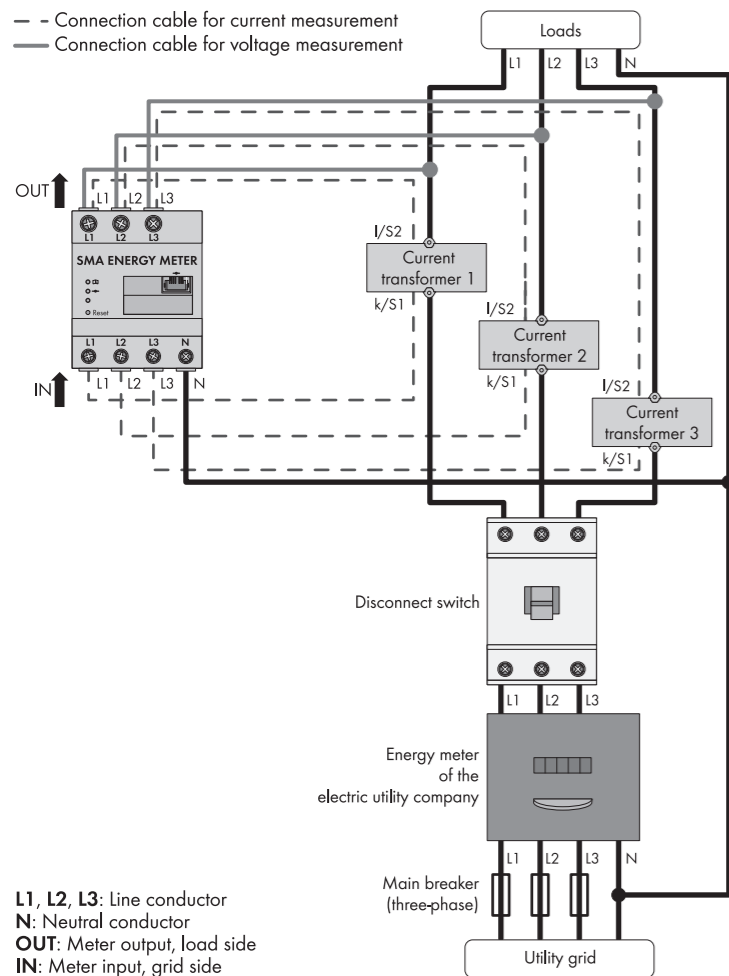 Connection cable for current measurement
Connection cable for voltage measurement
Loads
L1 L2 L3 N
OUT L1 L2 L3
L1 L2 L3
SMA ENERGY METER
Reset
L1 L2 L3 N
IN L1 L2 L3 N
l/S2
Current
transformer 1
k/S1
l/S2
Current
transformer 2
k/S1
l/S2
Current
transformer 3
k/S1
Disconnect switch
L1 L2 L3
Energy meter
of the
electric utility company
L1 L2 L3 N
Main breaker
(three-phase)
Utility grid
L1, L2, L3: Line conductor
N: Neutral conductor
OUT: Meter output, load side
IN: Meter input, grid side